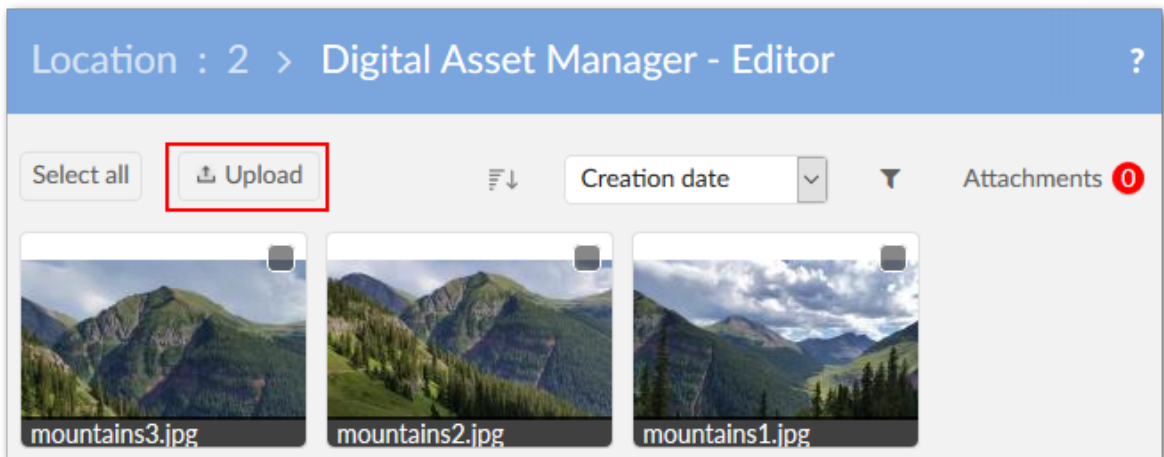 Location : 2 > Digital Asset Manager - Editor ?
Select all Upload Creation date Attachments 0
mountains3.jpg mountains2.jpg mountains1.jpg